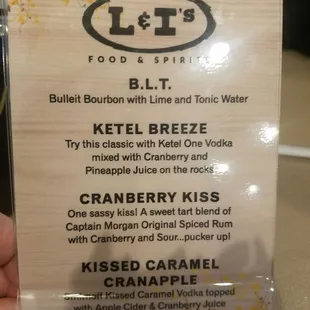 L&I's
FOOD & SPIRITS
B.L.T.
Bulleit Bourbon with Lime and Tonic Water
KETEL BREEZE
Try this classic with Ketel One Vodka
mixed with Cranberry and
Pineapple Juice on the rocks
CRANBERRY KISS
One sassy kiss! A sweet tart blend of
Captain Morgan Original Spiced Rum
with Cranberry and Sour...pucker up!
KISSED CARAMEL
CRANAPPLE
Smirnoff Kissed Caramel Vodka topped
with Apple Cider & Cranberry Juice